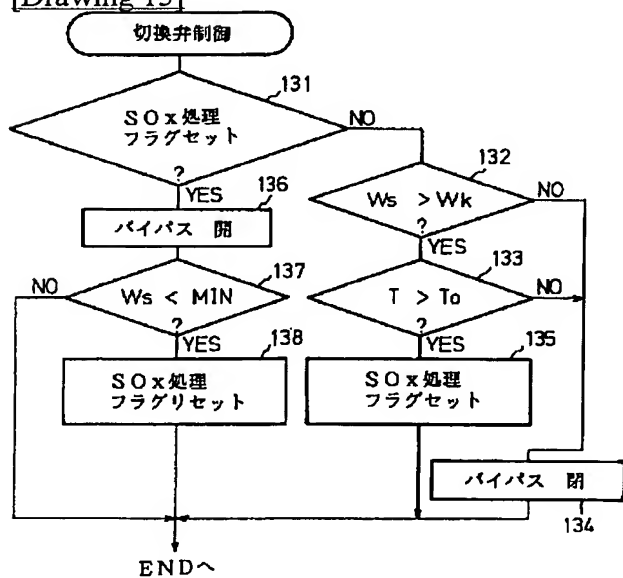 [Drawing 15]
切換弁制御
131
SOx処理
フラグセット
?
NO
YES
132
Ws > Wk
?
NO
YES
136
バイパス 開
133
T > To
?
NO
YES
137
Ws < MIN
?
NO
YES
138
SOx処理
フラグリセット
135
SOx処理
フラグセット
バイパス 閉
134
ENDへ